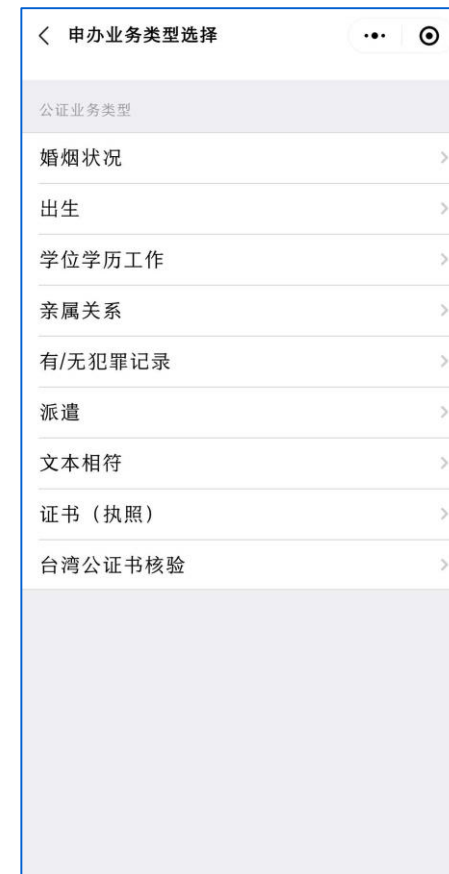 申办业务类型选择
公证业务类型
婚烟状况
出生
学位学历工作
亲属关系
有/无犯罪记录
派遣
文本相符
证书（执照）
台湾公证书核验